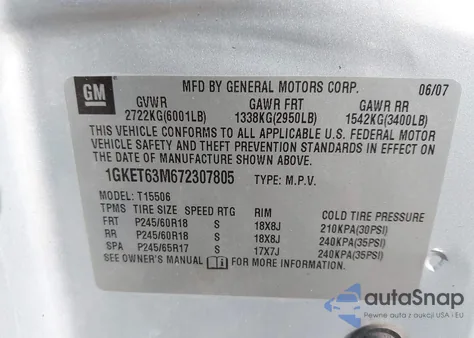 GM
MFD BY GENERAL MOTORS CORP. 06/07
GVWR GAWR FRT GAWR RR
2722KG(6001LB) 1338KG(2950LB) 1542KG(3400LB)
THIS VEHICLE CONFORMS TO ALL APPLICABLE U.S. FEDERAL MOTOR
VEHICLE SAFETY AND THEFT PREVENTION STANDARDS IN EFFECT ON
THE DATE OF MANUFACTURE SHOWN ABOVE.
1GKET63M672307805 TYPE: M.P.V.
MODEL: T15506
TPMS TIRE SIZE SPEED RTG RIM COLD TIRE PRESSURE
FRT P245/60R18 S 18X8J 210KPA(30PSI)
RR P245/60R18 S 18X8J 240KPA(35PSI)
SPA P245/65R17 S 17X7J 240KPA(35PSI)
SEE OWNER'S MANUAL FOR MORE INFORMATION.
autoSnap
Pewne auta z aukcji USA i EU